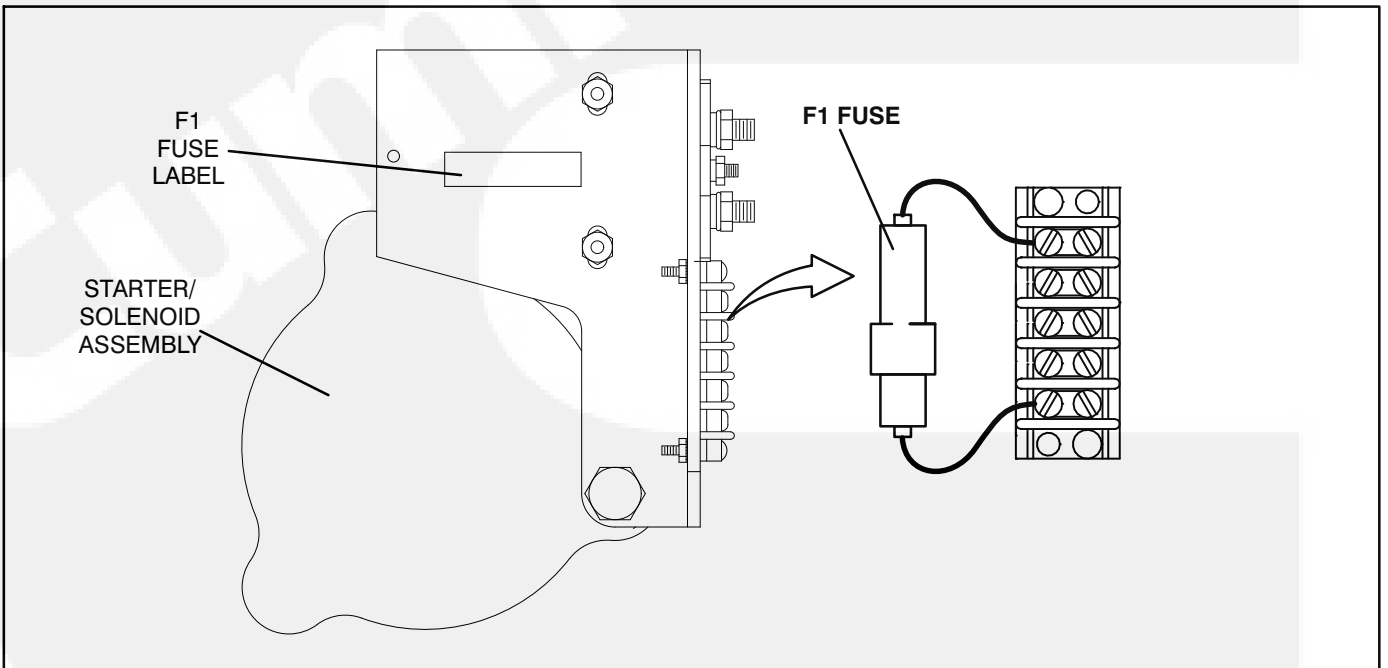 F1
FUSE
LABEL
F1 FUSE
STARTER/
SOLENOID
ASSEMBLY